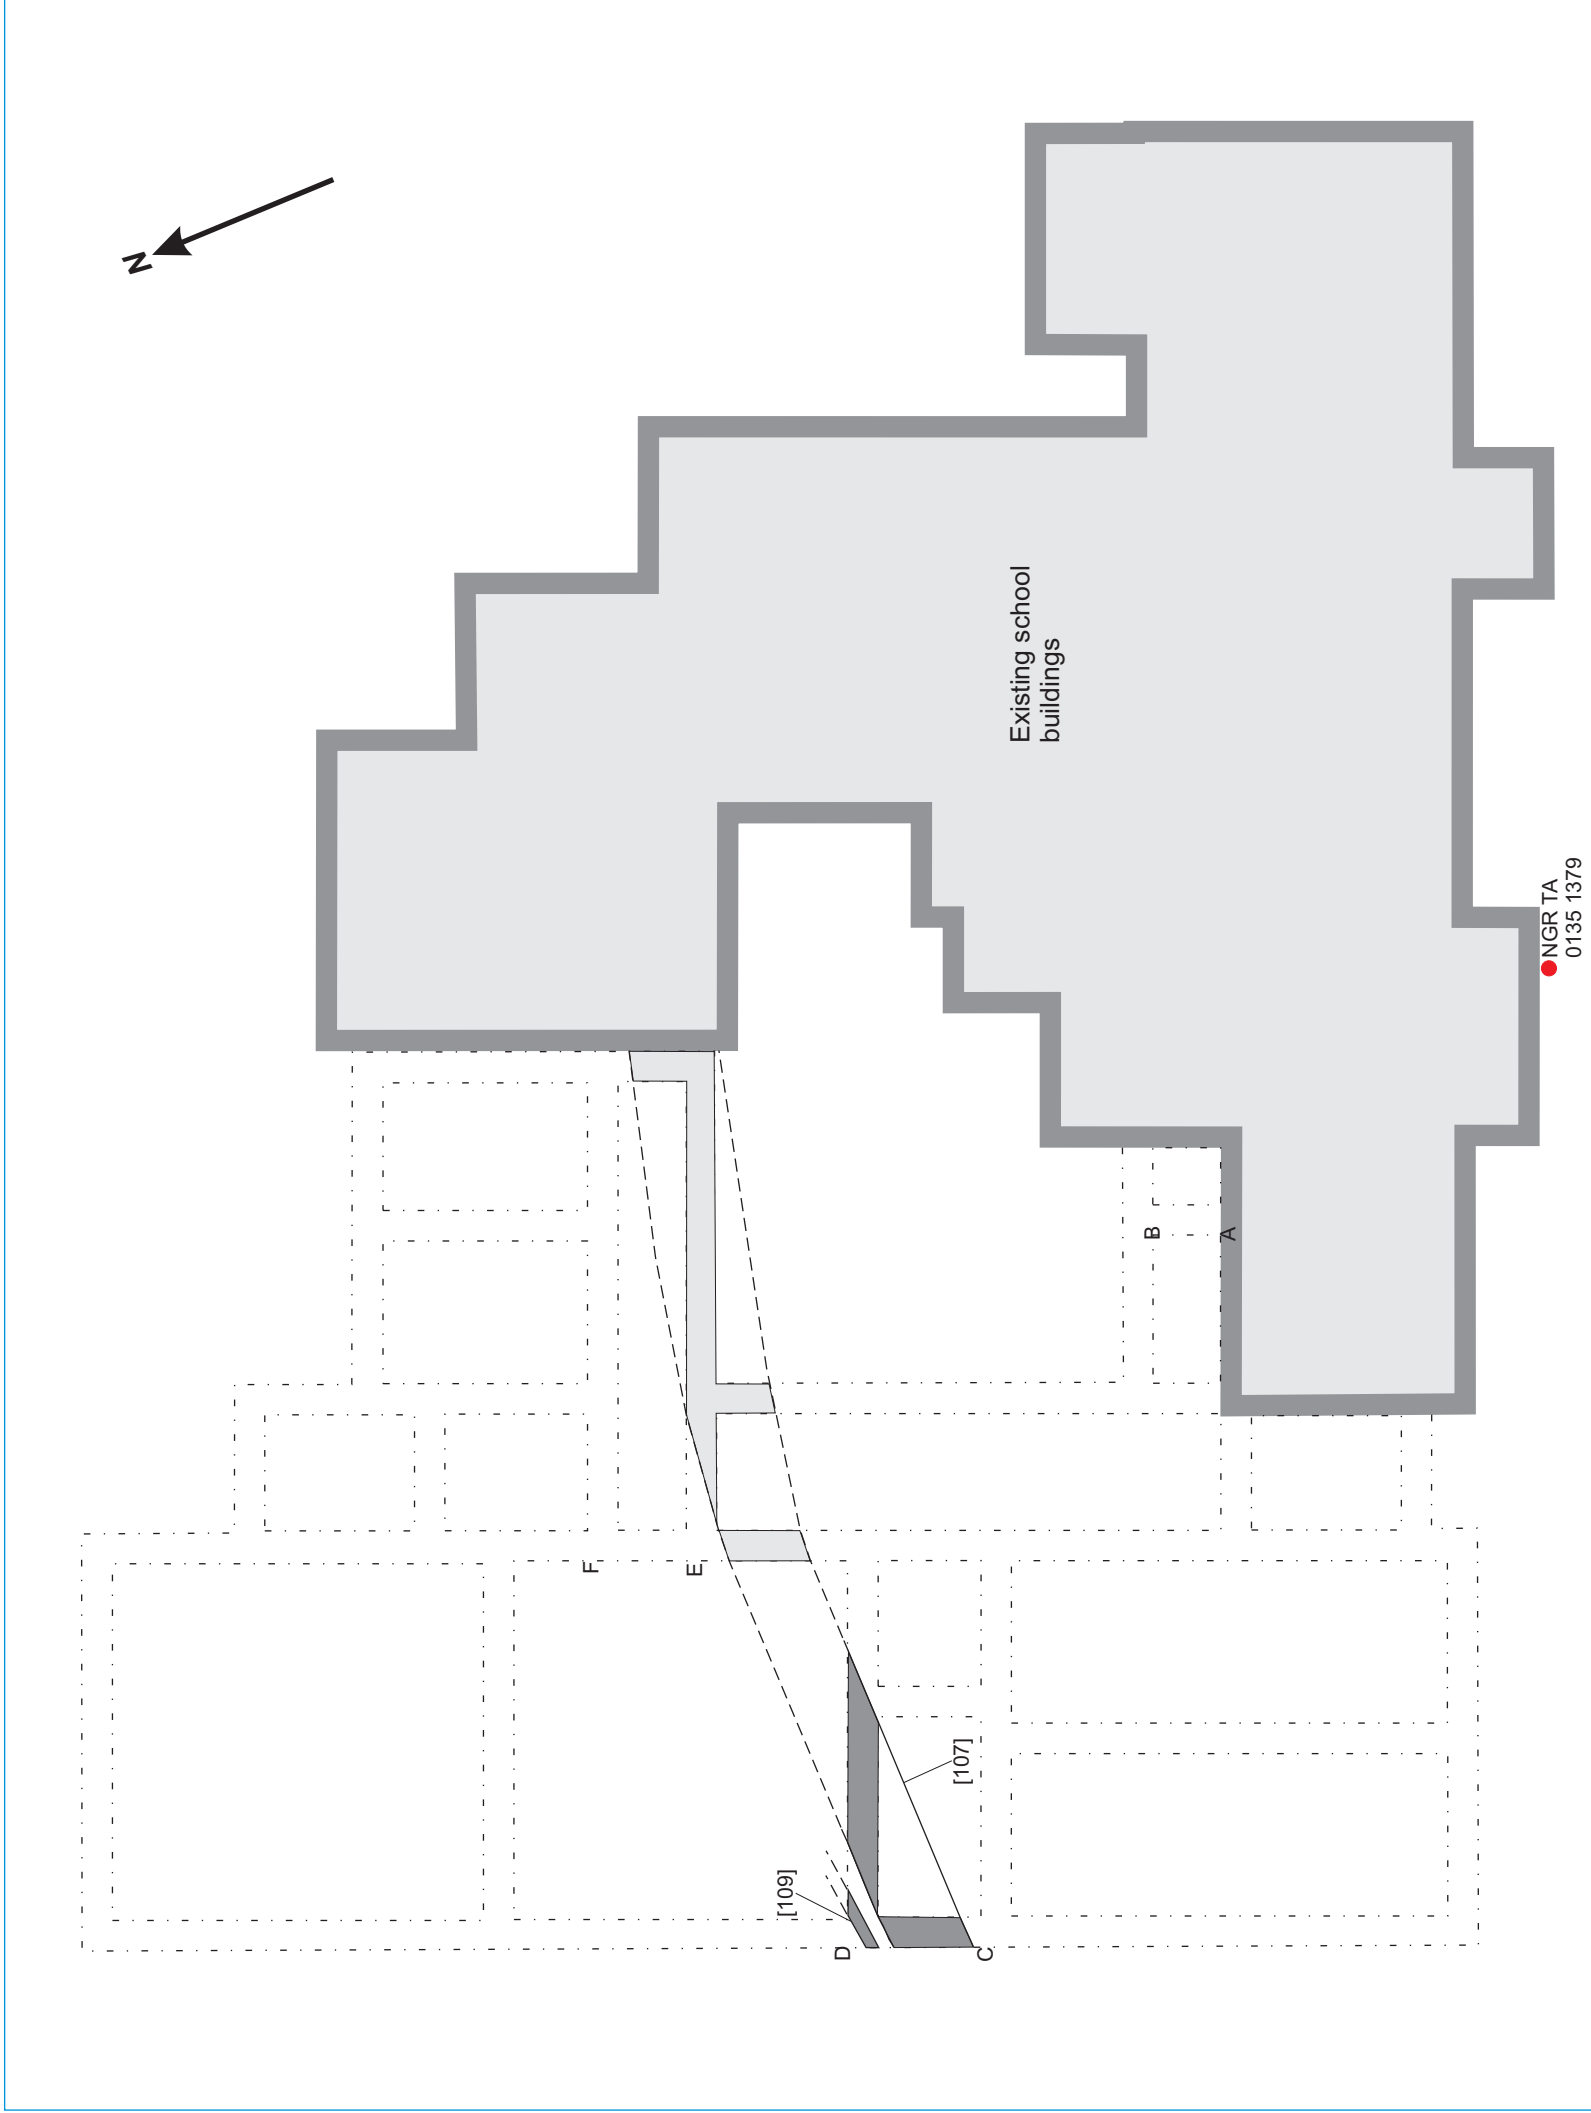 N
Existing school
buildings
NGR TA
0135 1379
B
A
F
E
[107]
[109]
D
C